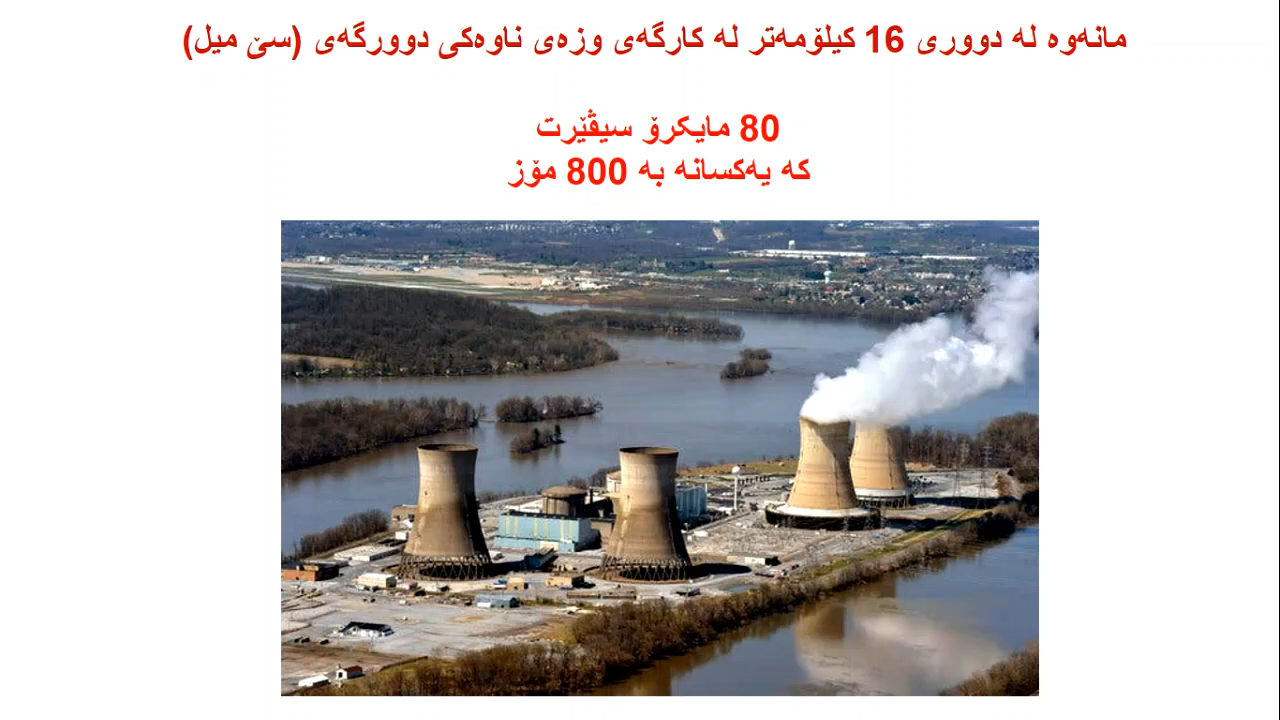 مانەوە لە دووری 16 کیلۆمەتر لە کارگەی وزەی ناوەکی دوورگەی (سێ میل)
80 مایکرۆ سیڤێرت
کە یەکسانە بە 800 مۆز